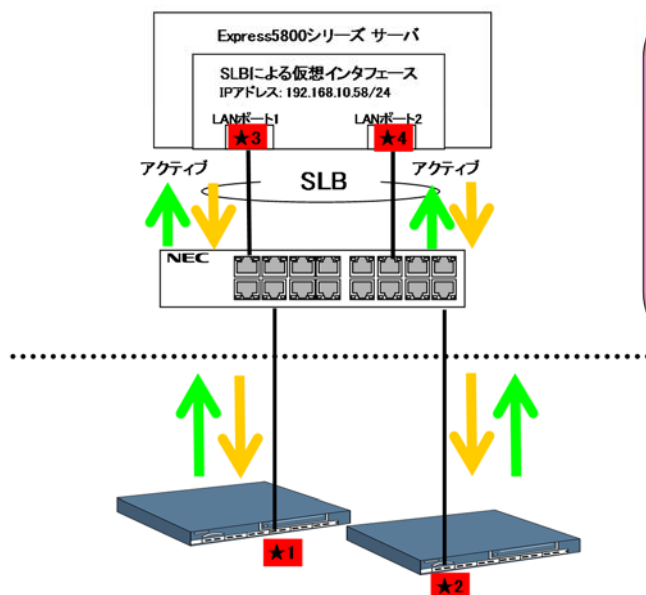 Express5800シリーズ サーバ
SLBによる仮想インタフェース
IPアドレス: 192.168.10.58/24
LANポート1 LANポート2
★3 ★4
アクティブ アクティブ
SLB
NEC
★1
★2